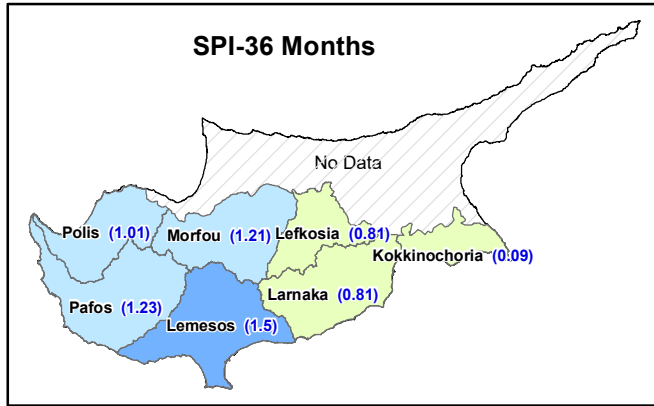 SPI-36 Months
No Data
Polis (1.01)
Morfou (1.21)
Lefkosia (0.81)
Kokkinochoria (0.09)
Pafos (1.23)
Larnaka (0.81)
Lemesos (1.5)